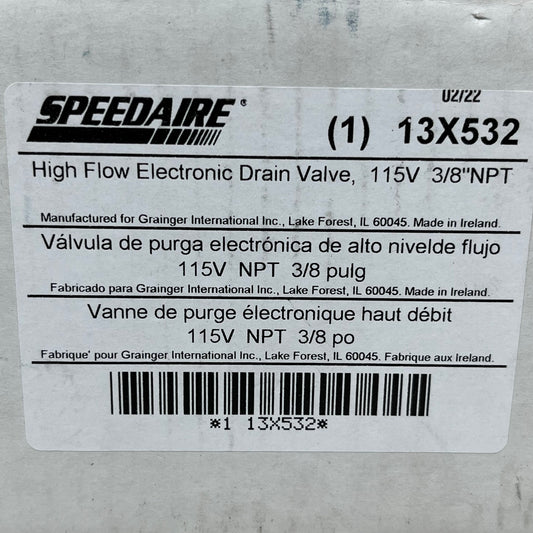 02/22
SPEEDAIRE®
(1) 13X532
High Flow Electronic Drain Valve, 115V 3/8"NPT
Manufactured for Grainger International Inc., Lake Forest, IL 60045. Made in Ireland.
Válvula de purga electrónica de alto nivelde flujo
115V NPT 3/8 pulg
Fabricado para Grainger International Inc., Lake Forest, IL 60045. Made in Ireland.
Vanne de purge électronique haut débit
115V NPT 3/8 po
Fabrique' pour Grainger International Inc., Lake Forest, IL 60045. Fabrique aux Ireland.
*1 13X532*